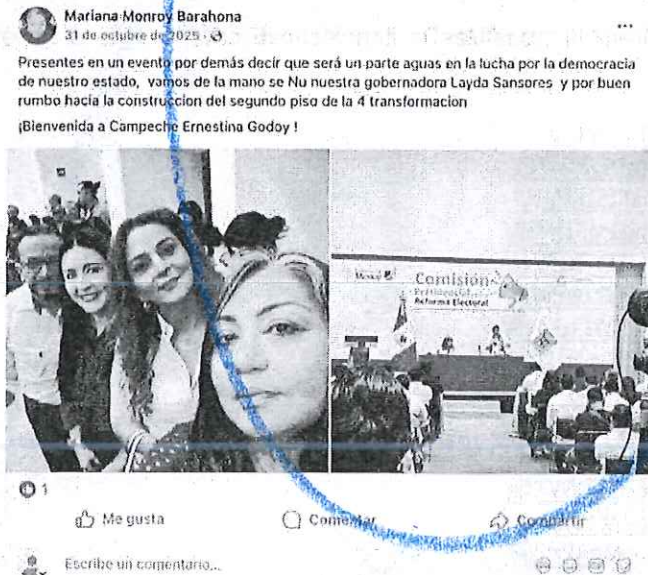 Mariana Monroy Barahona
31 de octubre de 2025
Presentes en un evento por demás decir que será un parte aguas en la lucha por la democracia
de nuestro estado, vamos de la mano se Nu nuestra gobernadora Layda Sansores y por buen
rumbo hacia la construccion del segundo piso de la 4 transformacion
¡Bienvenida a Campeche Ernestina Godoy !
México
Comisión
Presidencial
Reforma Electoral
1
Me gusta
Comentar
Compartir
Escribe un comentario...